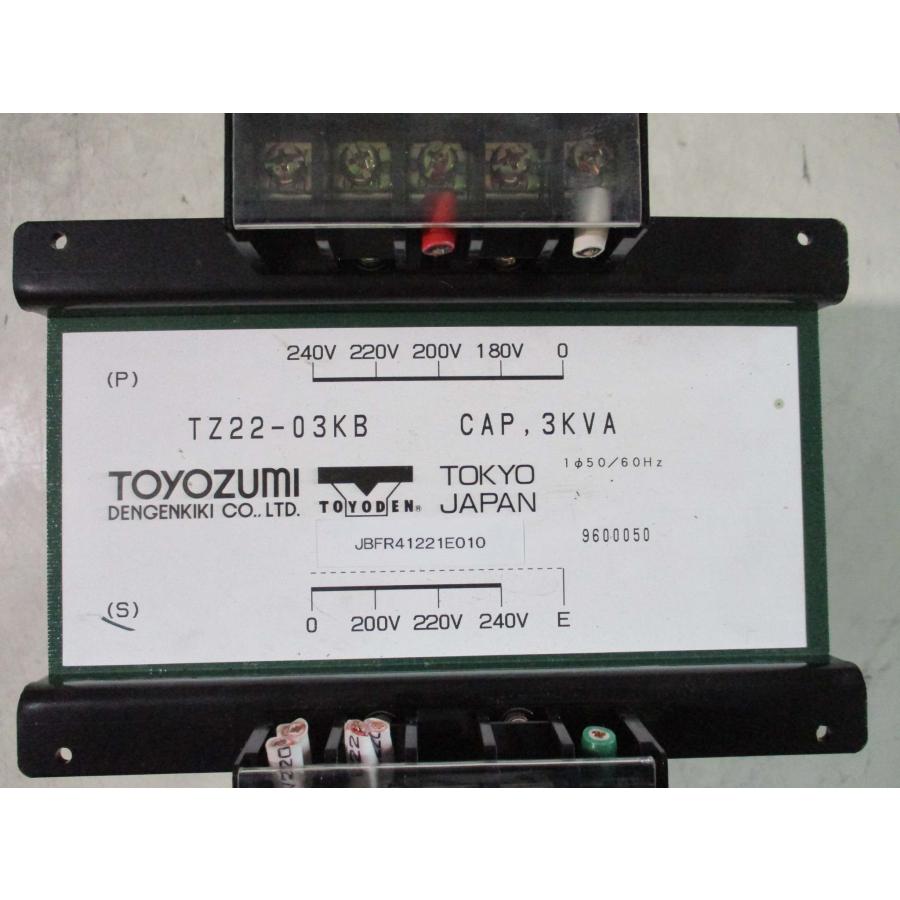 240V 220V 200V 180V 0
(P)
TZ22-03KB CAP, 3KVA
1φ50/60Hz
TOYOZUMI
DENGENKIKI CO., LTD.
TOYODEN®
TOKYO
JAPAN
JBFR41221E010
9600050
(S)
0 200V 220V 240V E